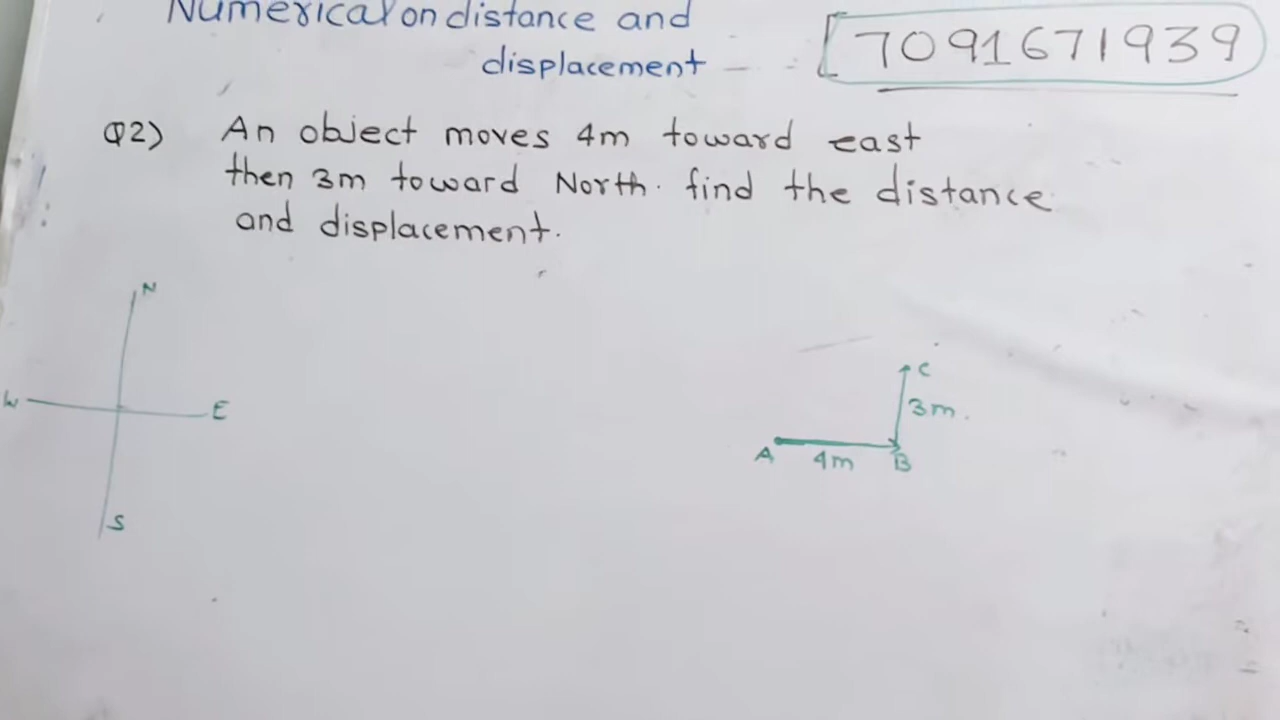 Numerical on distance and
displacement
7091671939
Q2) An object moves 4m toward east
then 3m toward North. find the distance
and displacement.
N
W
E
S
C
3m.
A
4m
B